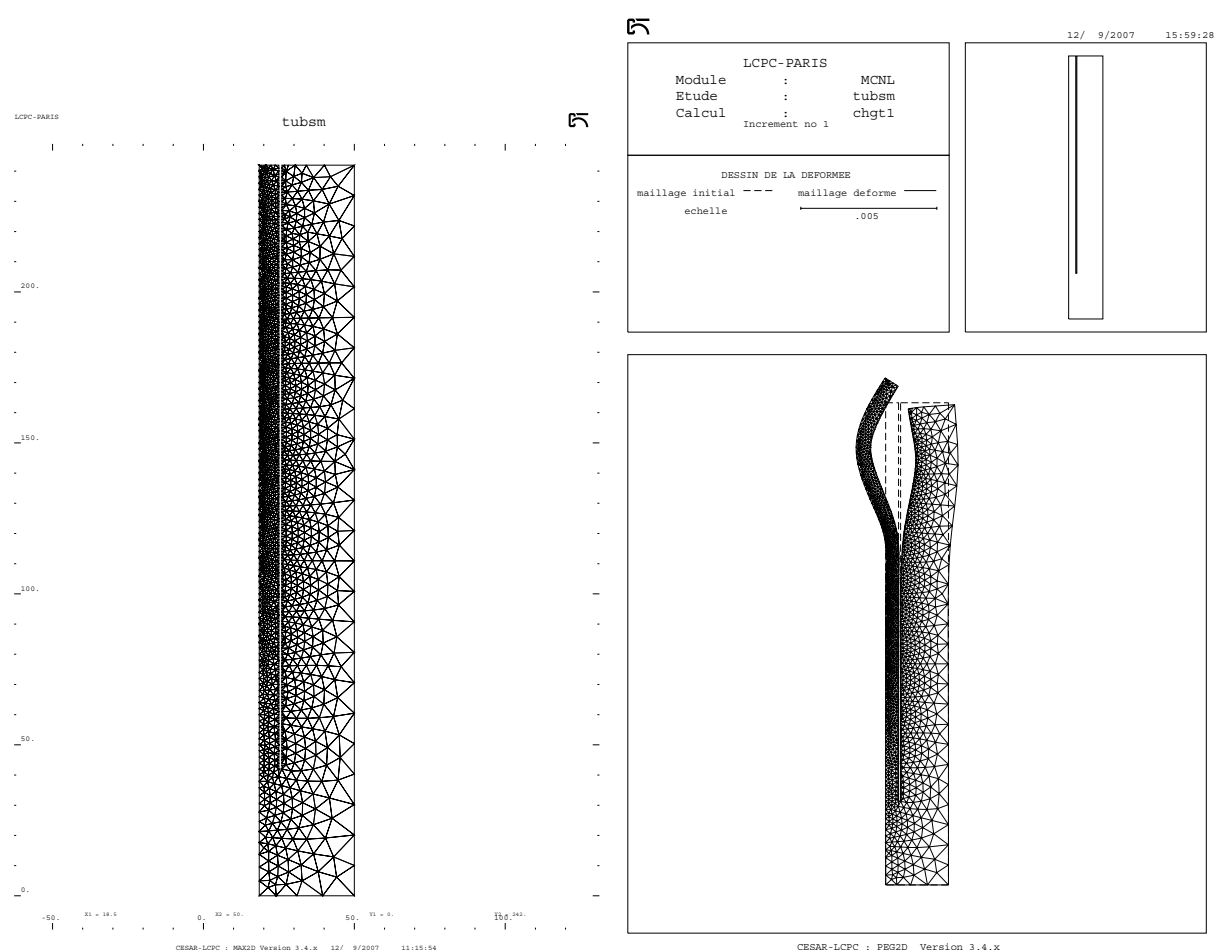 LCPC-PARIS
tubsm
200.
150.
100.
50.
0.
-50.
X1 = 18.5
0.
X2 = 50.
50.
Y1 = 0.
100.
Y2 = 242.
CESAR-LCPC : MAX2D Version 3.4.x 12/ 9/2007 11:15:54
12/ 9/2007 15:59:28
LCPC-PARIS
Module : MCNL
Etude : tubsm
Calcul : chgt1
Increment no 1
DESSIN DE LA DEFORMEE
maillage initial maillage deforme
echelle
.005
CESAR-LCPC : PEG2D Version 3.4.x